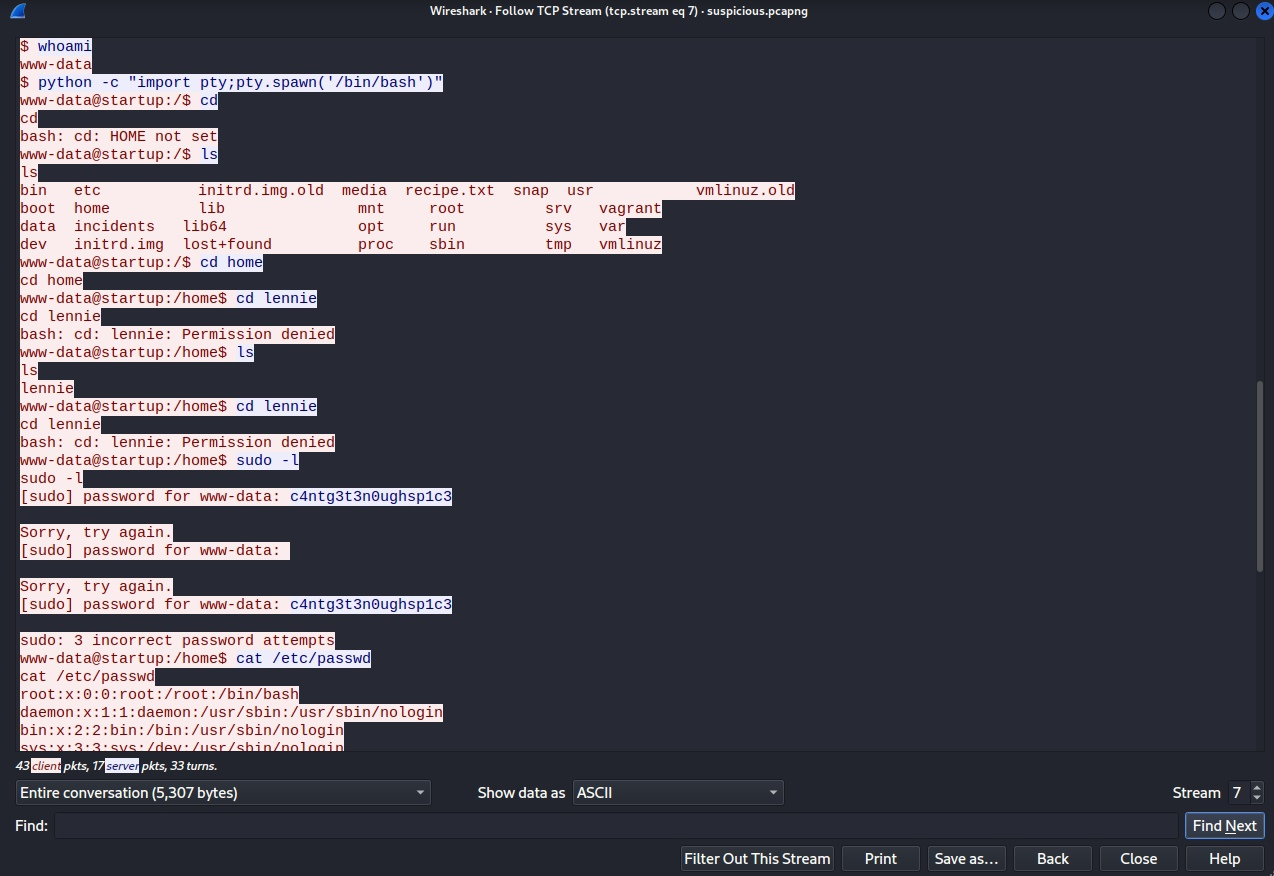 Wireshark · Follow TCP Stream (tcp.stream eq 7) · suspicious.pcapng
$ whoami
www-data
$ python -c "import pty;pty.spawn('/bin/bash')"
www-data@startup:/$ cd
cd
bash: cd: HOME not set
www-data@startup:/$ ls
ls
bin   etc           initrd.img.old  media  recipe.txt  snap  usr           vmlinuz.old
boot  home          lib               mnt     root         srv   vagrant
data  incidents   lib64               opt     run          sys   var
dev   initrd.img  lost+found          proc    sbin         tmp   vmlinuz
www-data@startup:/$ cd home
cd home
www-data@startup:/home$ cd lennie
cd lennie
bash: cd: lennie: Permission denied
www-data@startup:/home$ ls
ls
lennie
www-data@startup:/home$ cd lennie
cd lennie
bash: cd: lennie: Permission denied
www-data@startup:/home$ sudo -l
sudo -l
[sudo] password for www-data: c4ntg3t3n0ughsp1c3
Sorry, try again.
[sudo] password for www-data:
Sorry, try again.
[sudo] password for www-data: c4ntg3t3n0ughsp1c3
sudo: 3 incorrect password attempts
www-data@startup:/home$ cat /etc/passwd
cat /etc/passwd
root:x:0:0:root:/root:/bin/bash
daemon:x:1:1:daemon:/usr/sbin:/usr/sbin/nologin
bin:x:2:2:bin:/bin:/usr/sbin/nologin
sys:x:3:3:sys:/dev:/usr/sbin/nologin
43 client pkts, 17 server pkts, 33 turns.
Entire conversation (5,307 bytes) Show data as ASCII Stream 7
Find: Find Next
Filter Out This Stream Print Save as… Back Close Help